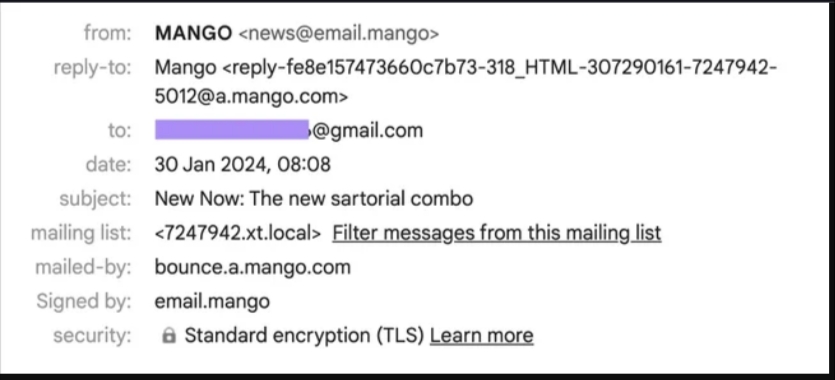 from: MANGO <news@email.mango>
reply-to: Mango <reply-fe8e157473660c7b73-318_HTML-307290161-7247942-
5012@a.mango.com>
to: @gmail.com
date: 30 Jan 2024, 08:08
subject: New Now: The new sartorial combo
mailing list: <7247942.xt.local> Filter messages from this mailing list
mailed-by: bounce.a.mango.com
Signed by: email.mango
security: Standard encryption (TLS) Learn more